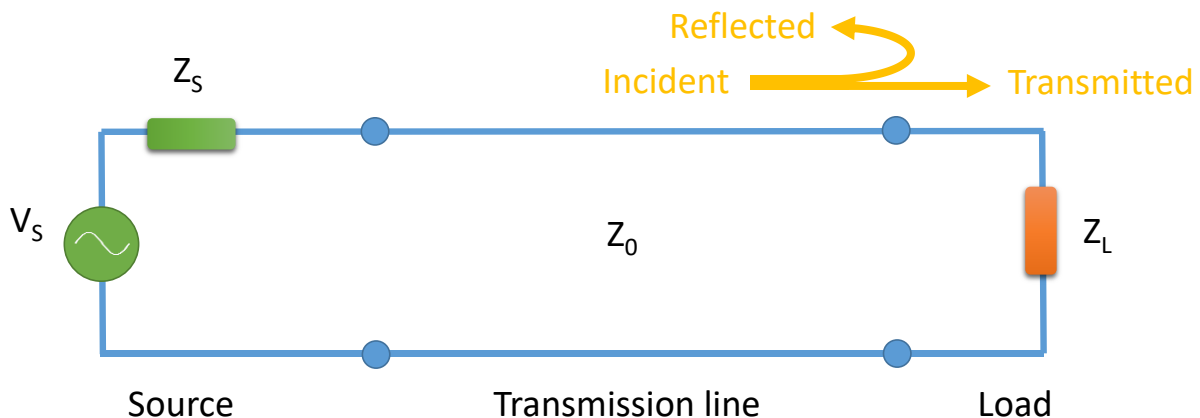 Reflected
Incident
Transmitted
Z_S
V_S
Z_0
Z_L
Source
Transmission line
Load